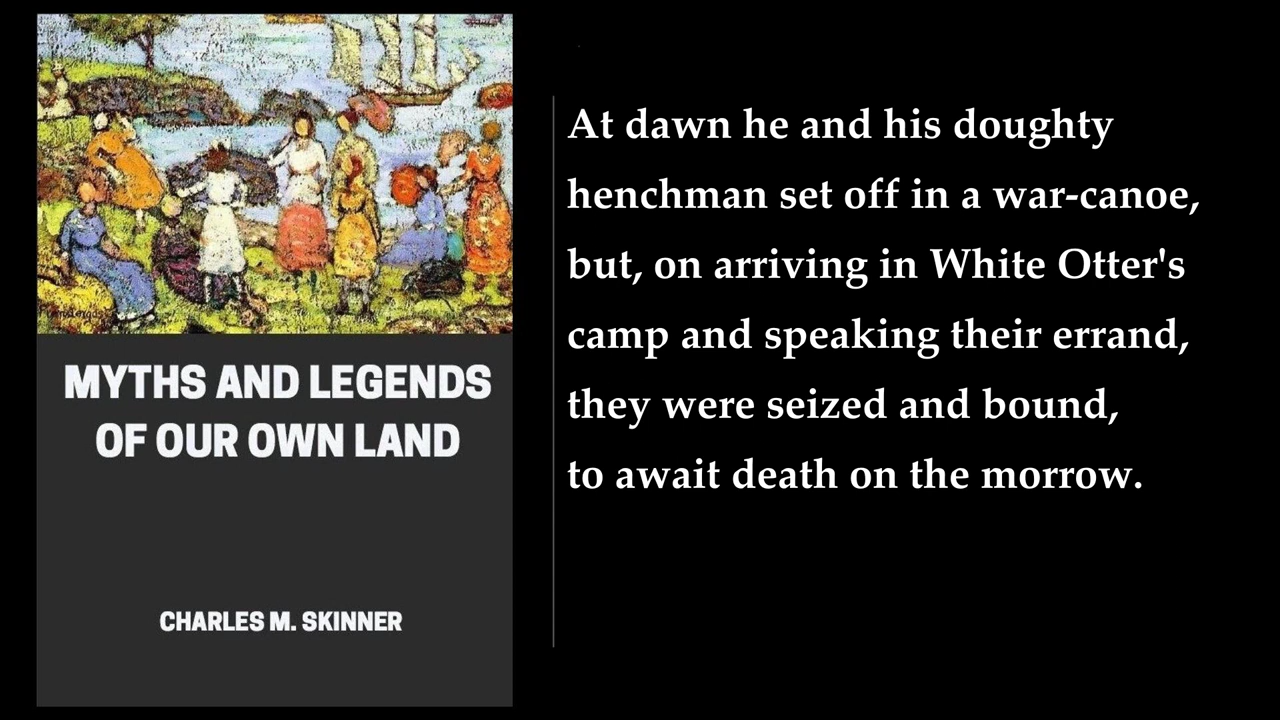 MYTHS AND LEGENDS
OF OUR OWN LAND
CHARLES M. SKINNER
At dawn he and his doughty
henchman set off in a war-canoe,
but, on arriving in White Otter's
camp and speaking their errand,
they were seized and bound,
to await death on the morrow.